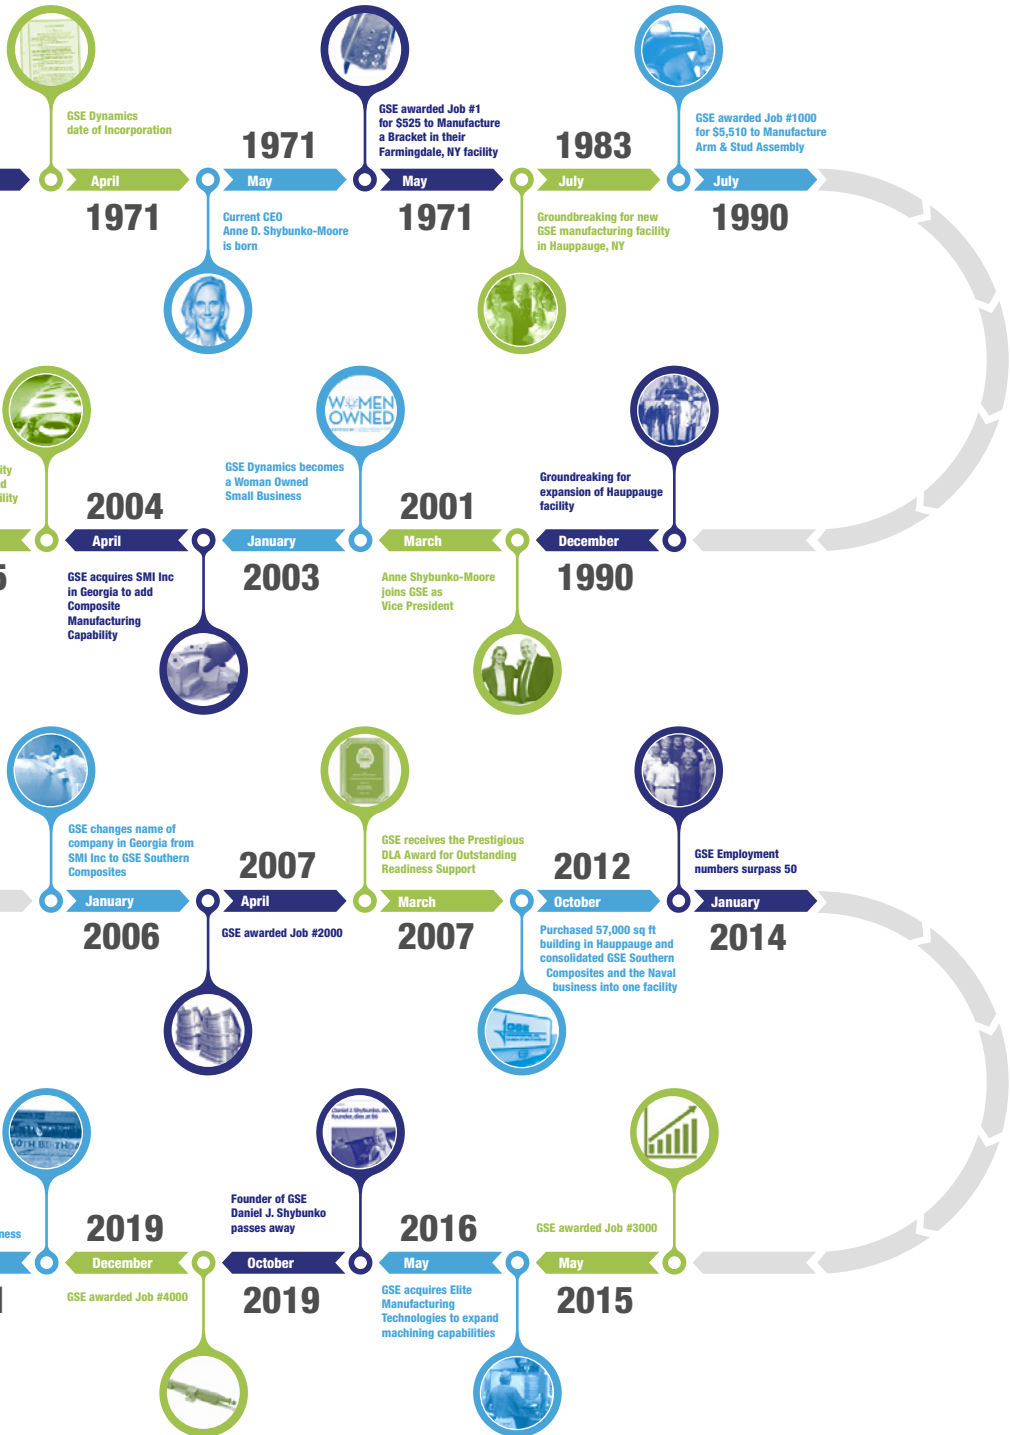 GSE Dynamics
date of Incorporation
April
1971
1971
May
Current CEO
Anne D. Shybunko-Moore
is born
GSE awarded Job #1
for $525 to Manufacture
a Bracket in their
Farmingdale, NY facility
May
1971
1983
July
Groundbreaking for new
GSE manufacturing facility
in Hauppauge, NY
GSE awarded Job #1000
for $5,510 to Manufacture
Arm & Stud Assembly
July
1990
Groundreaking for
expansion of Hauppauge
facility
December
1990
2001
March
Anne Shybunko-Moore
joins GSE as
Vice President
WOMEN
OWNED
GSE Dynamics becomes
a Woman Owned
Small Business
January
2003
2004
April
GSE acquires SMI Inc
in Georgia to add
Composite
Manufacturing
Capability
GSE changes name of
company in Georgia from
SMI Inc to GSE Southern
Composites
January
2006
2007
April
GSE awarded Job #2000
GSE receives the Prestigious
DLA Award for Outstanding
Readiness Support
March
2007
2012
October
Purchased 57,000 sq ft
building in Hauppauge and
consolidated GSE Southern
Composites and the Naval
business into one facility
GSE
GSE Employment
numbers surpass 50
January
2014
GSE awarded Job #3000
May
2015
2016
May
GSE acquires Elite
Manufacturing
Technologies to expand
machining capabilities
Daniel J. Shybunko,
founder, dies at 86
Founder of GSE
Daniel J. Shybunko
passes away
October
2019
2019
December
GSE awarded Job #4000